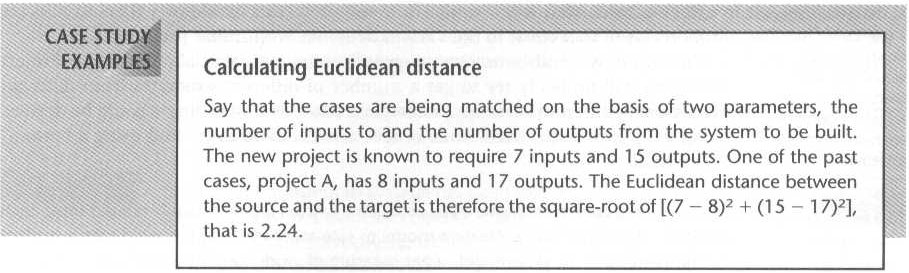 CASE STUDY
EXAMPLES
Calculating Euclidean distance
Say that the cases are being matched on the basis of two parameters, the
number of inputs to and the number of outputs from the system to be built.
The new project is known to require 7 inputs and 15 outputs. One of the past
cases, project A, has 8 inputs and 17 outputs. The Euclidean distance between
the source and the target is therefore the square-root of [(7 – 8)² + (15 – 17)²],
that is 2.24.